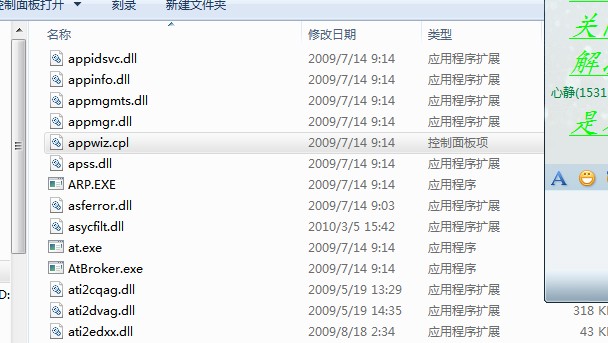 控制面板打开 刻录 新建文件夹
名称 修改日期 类型
appidsvc.dll 2009/7/14 9:14 应用程序扩展
appinfo.dll 2009/7/14 9:14 应用程序扩展
appmgmts.dll 2009/7/14 9:14 应用程序扩展
appmgr.dll 2009/7/14 9:14 应用程序扩展
appwiz.cpl 2009/7/14 9:14 控制面板项
apss.dll 2009/7/14 9:14 应用程序扩展
ARP.EXE 2009/7/14 9:14 应用程序
asferror.dll 2009/7/14 9:03 应用程序扩展
asycfilt.dll 2010/3/5 15:42 应用程序扩展
at.exe 2009/7/14 9:14 应用程序
AtBroker.exe 2009/7/14 9:14 应用程序
ati2cqag.dll 2009/5/19 13:29 应用程序扩展
ati2dvag.dll 2009/5/19 14:35 应用程序扩展 318 K
ati2edxx.dll 2009/8/18 2:34 应用程序扩展 43 K
D:
关
解
心静(1531
是
A